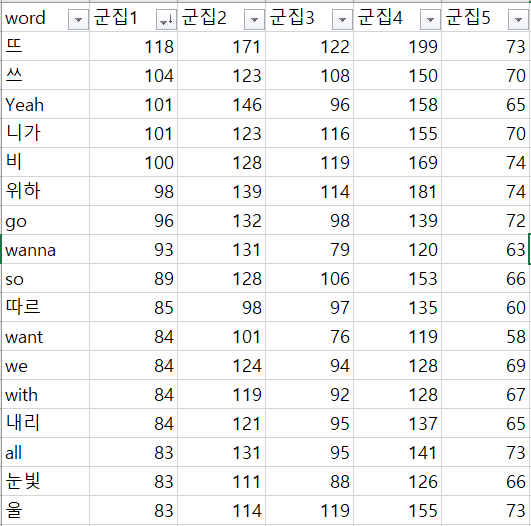 word 군집1 군집2 군집3 군집4 군집5
뜨 118 171 122 199 73
쓰 104 123 108 150 70
Yeah 101 146 96 158 65
니가 101 123 116 155 70
비 100 128 119 169 74
위하 98 139 114 181 74
go 96 132 98 139 72
wanna 93 131 79 120 63
so 89 128 106 153 66
따르 85 98 97 135 60
want 84 101 76 119 58
we 84 124 94 128 69
with 84 119 92 128 67
내리 84 121 95 137 65
all 83 131 95 141 73
눈빛 83 111 88 126 66
울 83 114 119 155 73